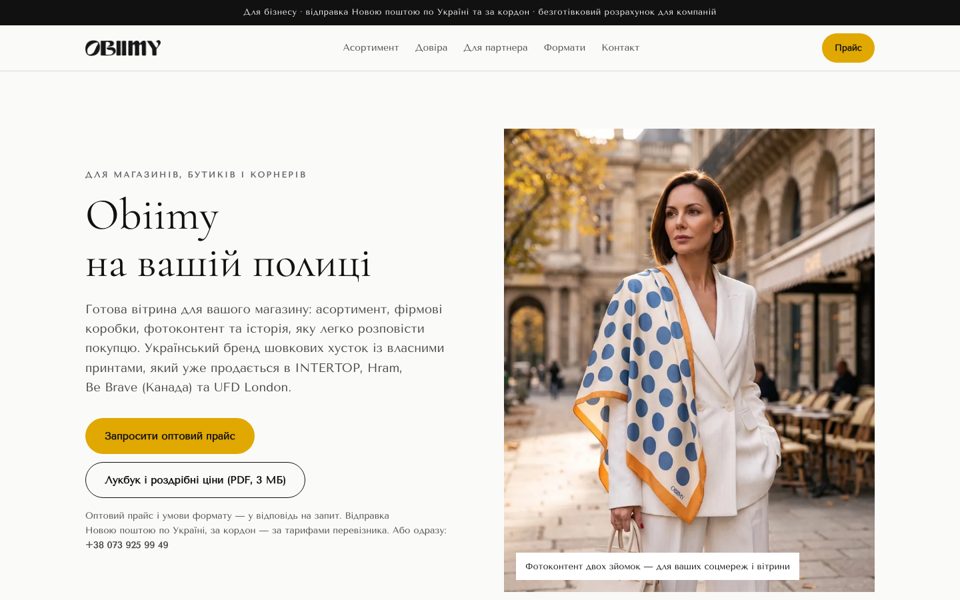 Для бізнесу · відправка Новою поштою по Україні та за кордон · безготівковий розрахунок для компаній
OBIIMY
Асортимент
Довіра
Для партнера
Формати
Контакт
Прайс
ДЛЯ МАГАЗИНІВ, БУТИКІВ І КОРНЕРІВ
Obiimy
на вашій полиці
Готова вітрина для вашого магазину: асортимент, фірмові
коробки, фотоконтент та історія, яку легко розповісти
покупцю. Український бренд шовкових хусток із власними
принтами, який уже продається в INTERTOP, Hram,
Be Brave (Канада) та UFD London.
Запросити оптовий прайс
Лукбук і роздрібні ціни (PDF, 3 МБ)
Оптовий прайс і умови формату — у відповідь на запит. Відправка
Новою поштою по Україні, за кордон — за тарифами перевізника. Або одразу:
+38 073 925 99 49
OBIIMY
Фотоконтент двох зйомок — для ваших соцмереж і вітрини